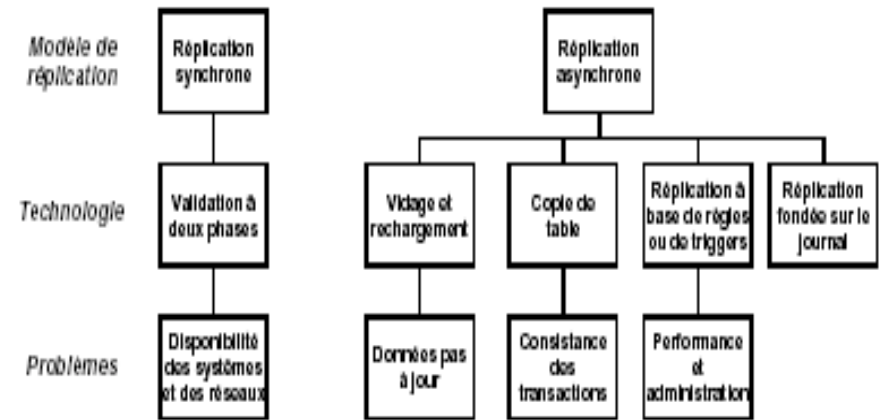 Modèle de
réplication
Réplication
synchrone
Réplication
asynchrone
Technologie
Validation à
deux phases
Vidage et
rechargement
Copie de
table
Réplication à
base de règles
ou de triggers
Réplication
fondée sur le
journal
Problèmes
Disponibilité
des systèmes
et des réseaux
Données pas
à jour
Consistance
des
transactions
Performance
et
administration